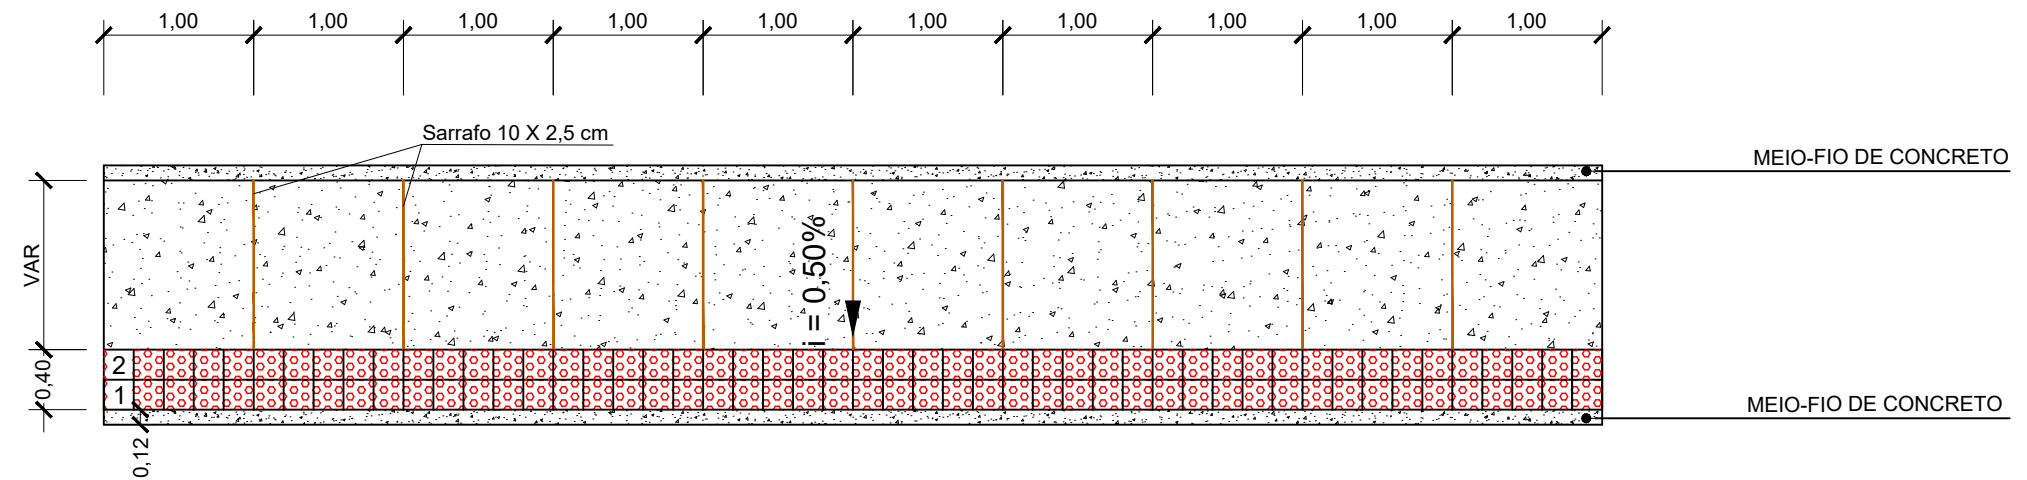 1,00 1,00 1,00 1,00 1,00 1,00 1,00 1,00 1,00 1,00
Sarrafo 10 X 2,5 cm
MEIO-FIO DE CONCRETO
VAR
i = 0,50%
2
0,40
1
MEIO-FIO DE CONCRETO
0,12